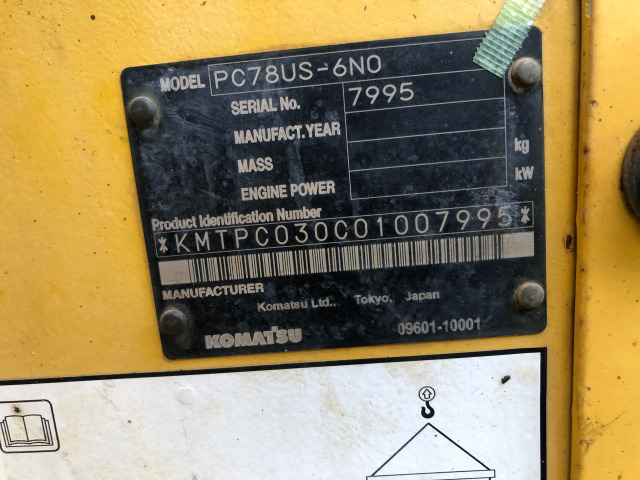 MODEL PC78US-6N0
SERIAL No. 7995
MANUFACT. YEAR
MASS kg
ENGINE POWER kW
Product Identification Number
*KMTPC030C01007995*
MANUFACTURER
Komatsu Ltd., Tokyo, Japan
KOMATSU 09601-10001